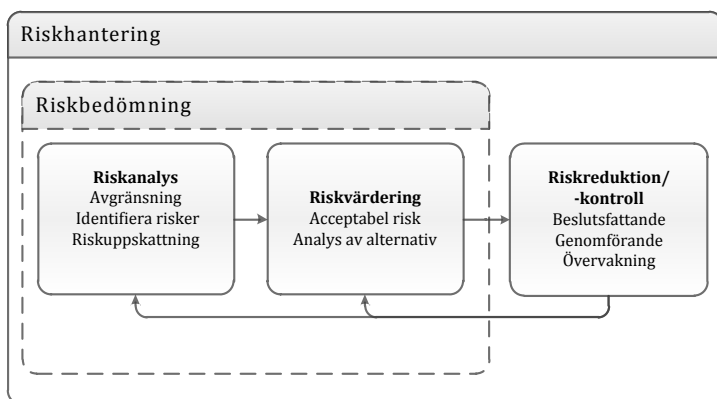 Riskhantering
Riskbedömning
Riskanalys
Avgränsning
Identifiera risker
Riskuppskattning
Riskvärdering
Acceptabel risk
Analys av alternativ
Riskreduktion/
-kontroll
Beslutsfattande
Genomförande
Övervakning